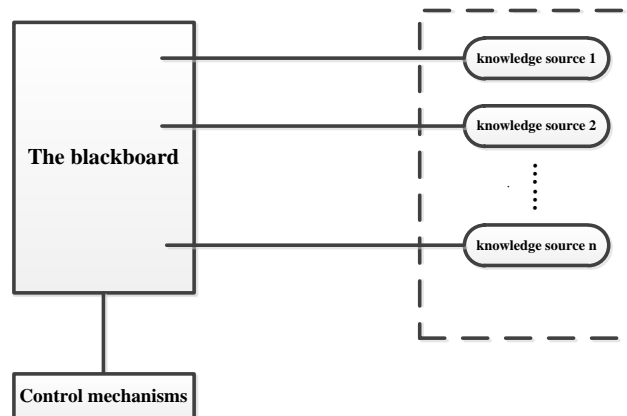 knowledge source 1
knowledge source 2
The blackboard
knowledge source n
Control mechanisms